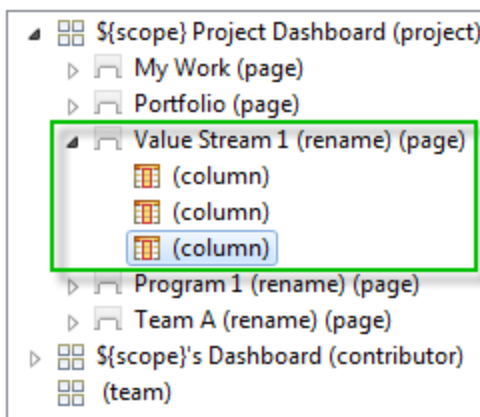 ${scope} Project Dashboard (project)
My Work (page)
Portfolio (page)
Value Stream 1 (rename) (page)
(column)
(column)
(column)
Program 1 (rename) (page)
Team A (rename) (page)
${scope}'s Dashboard (contributor)
(team)